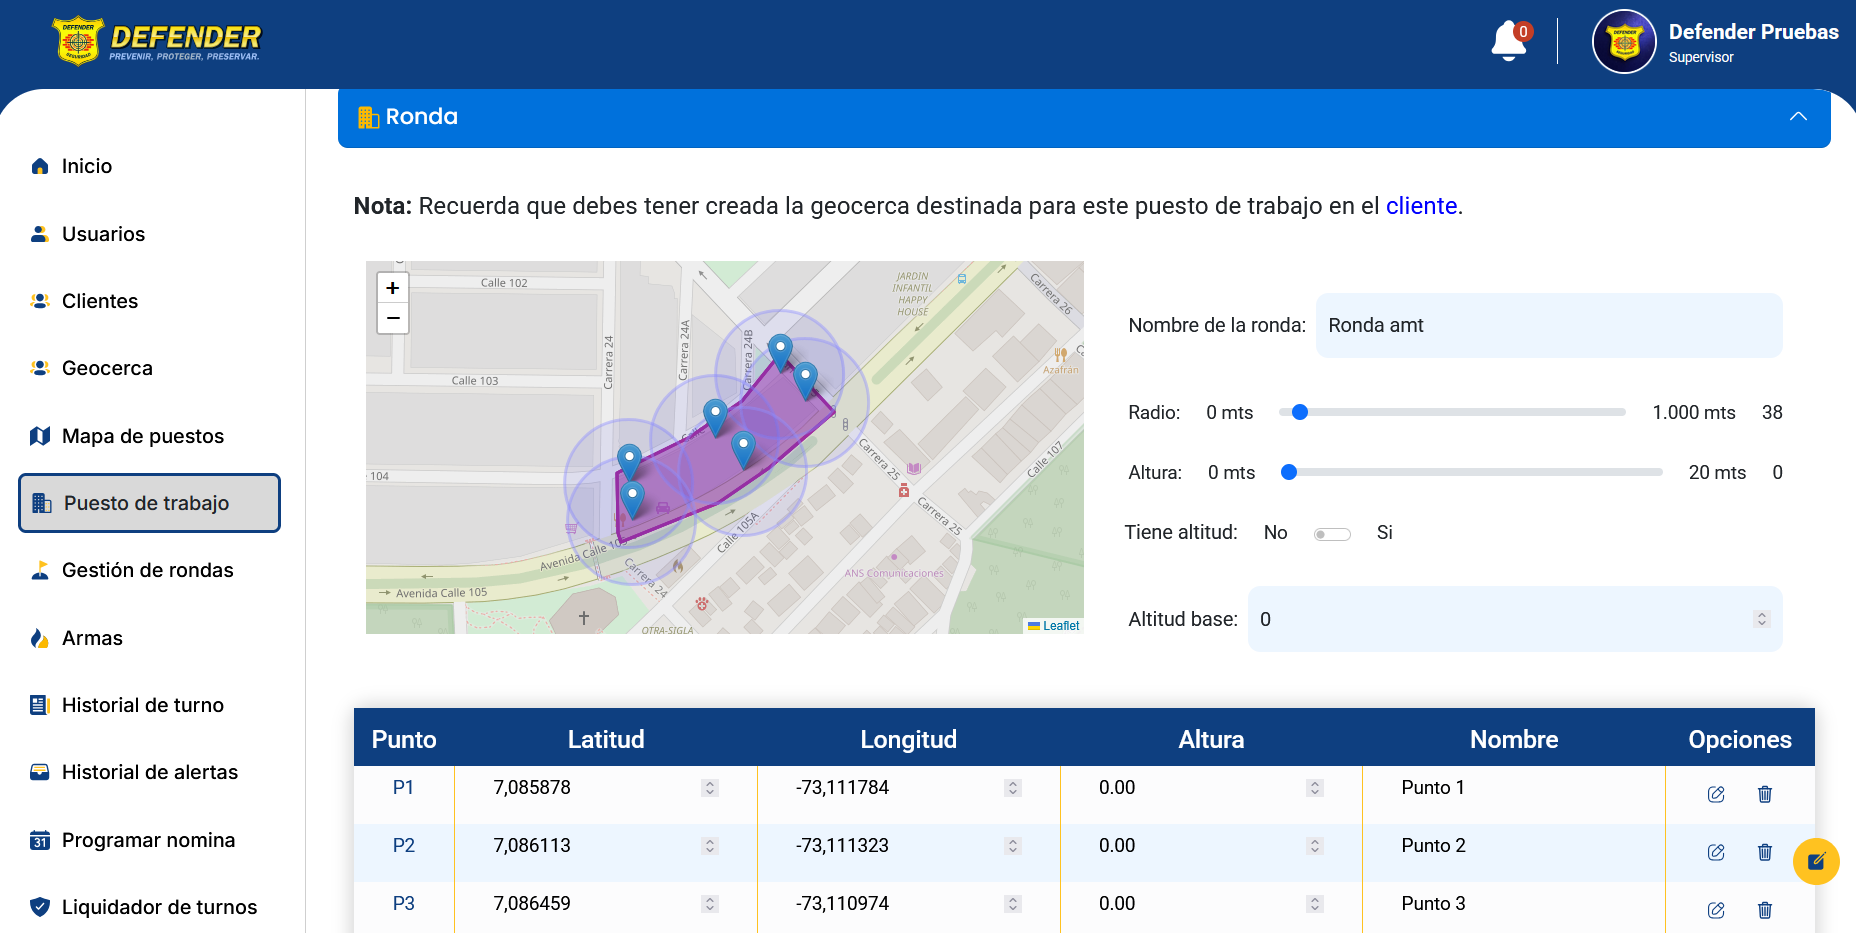 DEFENDER
PREVENIR, PROTEGER, PRESERVAR.
0
Defender Pruebas
Supervisor
Inicio
Usuarios
Clientes
Geocerca
Mapa de puestos
Puesto de trabajo
Gestión de rondas
Armas
Historial de turno
Historial de alertas
31 Programar nomina
Liquidador de turnos
Ronda
Nota: Recuerda que debes tener creada la geocerca destinada para este puesto de trabajo en el cliente.
+
−
Calle 102
Calle 103
104
Carrera 24
Carrera 24A
Carrera 24B
JARDIN
INFANTIL
HAPPY
HOUSE
Carrera 26
Azafrán
Carrera 25
Calle 107
Carrera 25
Calle 105A
Avenida Calle 105
Carrera 24
ANS Comunicaciones
Avenida Calle 105
OTRA-SIGLA
Leaflet
Nombre de la ronda: Ronda amt
Radio: 0 mts 1.000 mts 38
Altura: 0 mts 20 mts 0
Tiene altitud: No Si
Altitud base: 0
Punto Latitud Longitud Altura Nombre Opciones
P1 7,085878 -73,111784 0.00 Punto 1
P2 7,086113 -73,111323 0.00 Punto 2
P3 7,086459 -73,110974 0.00 Punto 3